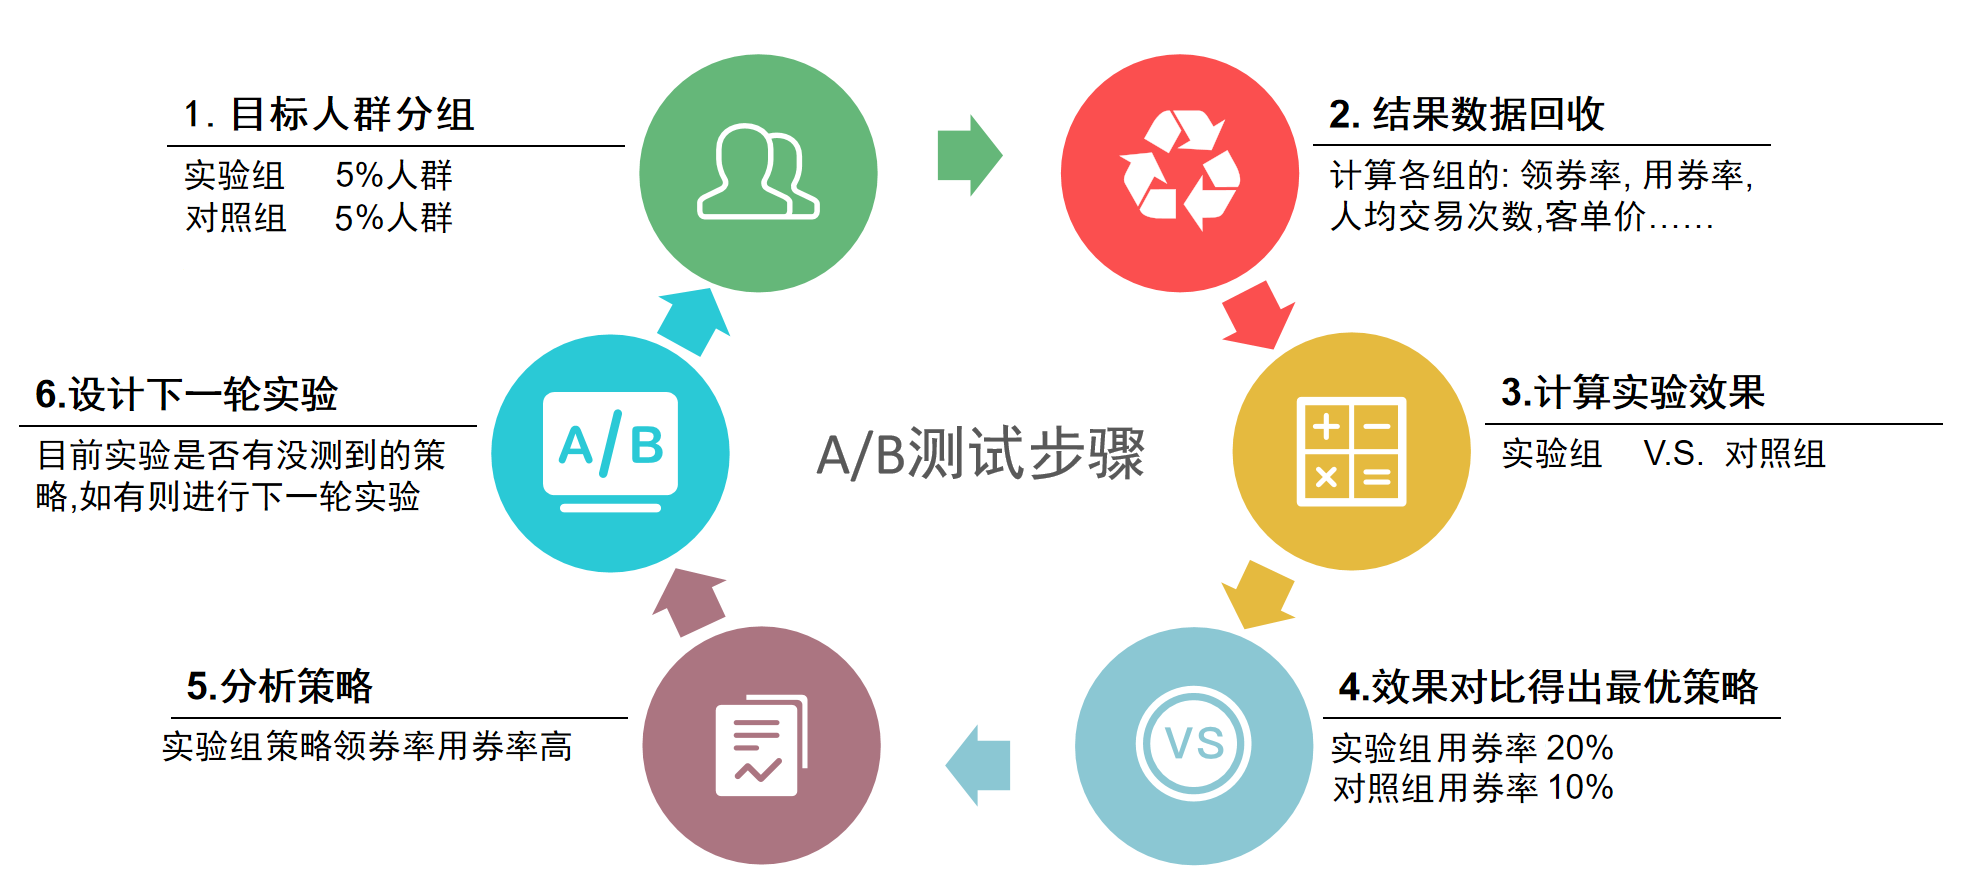 1. 目标人群分组
实验组 5%人群
对照组 5%人群
2. 结果数据回收
计算各组的: 领券率, 用券率,
人均交易次数,客单价......
3.计算实验效果
实验组 V.S. 对照组
A/B测试步骤
4.效果对比得出最优策略
实验组用券率 20%
对照组用券率 10%
VS
5.分析策略
实验组策略领券率用券率高
6.设计下一轮实验
目前实验是否有没测到的策
略,如有则进行下一轮实验
A/B